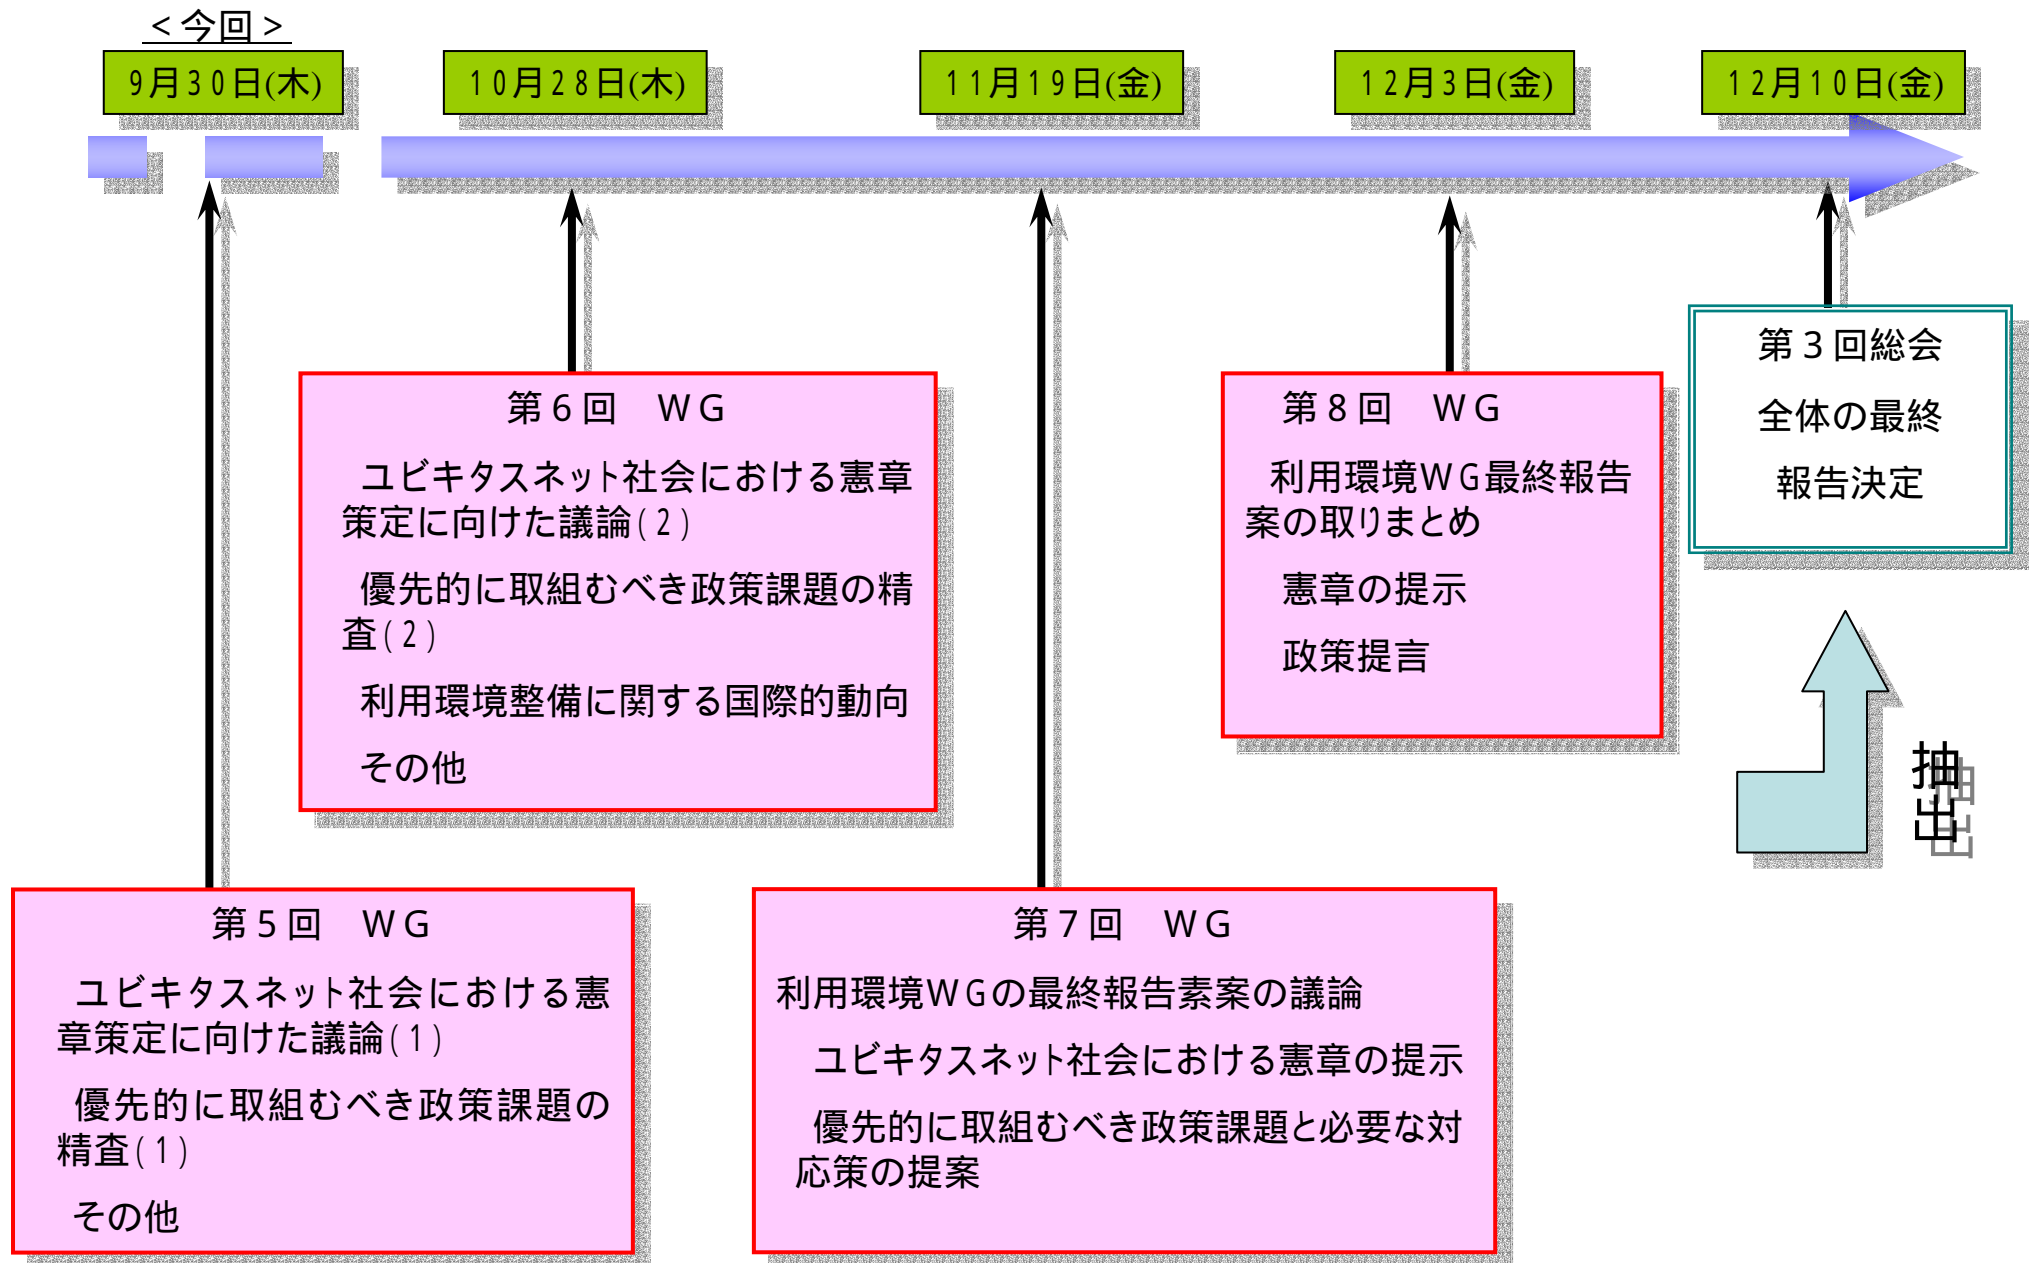 ＜今回＞
9月30日(木)
10月28日(木)
11月19日(金)
12月3日(金)
12月10日(金)
第３回総会
全体の最終
報告決定
第６回　ＷＧ
ユビキタスネット社会における憲章
策定に向けた議論(2)
優先的に取組むべき政策課題の精
査(2)
利用環境整備に関する国際的動向
その他
第８回　ＷＧ
利用環境ＷＧ最終報告
案の取りまとめ
憲章の提示
政策提言
抽出
第５回　ＷＧ
ユビキタスネット社会における憲
章策定に向けた議論(1)
優先的に取組むべき政策課題の
精査(1)
その他
第７回　ＷＧ
利用環境ＷＧの最終報告素案の議論
ユビキタスネット社会における憲章の提示
優先的に取組むべき政策課題と必要な対
応策の提案